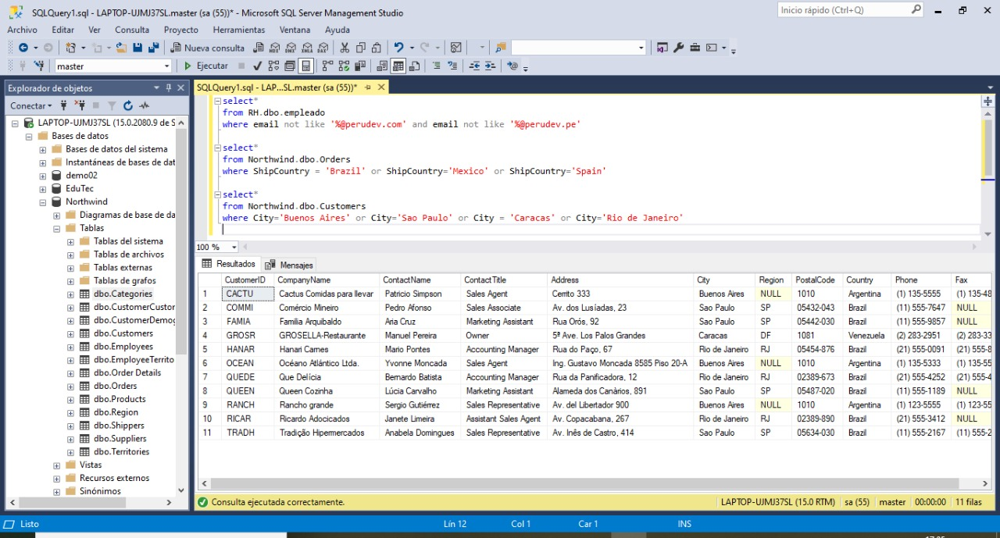 SQLQuery1.sql - LAPTOP-UJMJ37SL.master (sa (55))* - Microsoft SQL Server Management Studio
Inicio rápido (Ctrl+Q)
Archivo Editar Ver Consulta Proyecto Herramientas Ventana Ayuda
Nueva consulta MDX DMX XMLA DAX
master Ejecutar
Explorador de objetos
Conectar
LAPTOP-UJMJ37SL (15.0.2080.9 de S
Bases de datos
Bases de datos del sistema
Instantáneas de bases de dat
demo02
EduTec
Northwind
Diagramas de base de da
Tablas
Tablas del sistema
Tablas de archivos
Tablas externas
Tablas de grafos
dbo.Categories
dbo.CustomerCustor
dbo.CustomerDemog
dbo.Customers
dbo.Employees
dbo.EmployeeTerrito
dbo.Order Details
dbo.Orders
dbo.Products
dbo.Region
dbo.Shippers
dbo.Suppliers
dbo.Territories
Vistas
Recursos externos
Sinónimos
SQLQuery1.sql - LAP...SL.master (sa (55))*
select*
from RH.dbo.empleado
where email not like '%@perudev.com' and email not like '%@perudev.pe'
select*
from Northwind.dbo.Orders
where ShipCountry = 'Brazil' or ShipCountry='Mexico' or ShipCountry='Spain'
select*
from Northwind.dbo.Customers
where City='Buenos Aires' or City='Sao Paulo' or City = 'Caracas' or City='Rio de Janeiro'
100 %
Resultados Mensajes
CustomerID CompanyName ContactName ContactTitle Address City Region PostalCode Country Phone Fax
1 CACTU Cactus Comidas para llevar Patricio Simpson Sales Agent Cerrito 333 Buenos Aires NULL 1010 Argentina (1) 135-5555 (1) 135-48
2 COMMI Comércio Mineiro Pedro Afonso Sales Associate Av. dos Lusíadas, 23 Sao Paulo SP 05432-043 Brazil (11) 555-7647 NULL
3 FAMIA Familia Arquibaldo Aria Cruz Marketing Assistant Rua Orós, 92 Sao Paulo SP 05442-030 Brazil (11) 555-9857 NULL
4 GROSR GROSELLA-Restaurante Manuel Pereira Owner 5ª Ave. Los Palos Grandes Caracas DF 1081 Venezuela (2) 283-2951 (2) 283-33
5 HANAR Hanari Carnes Mario Pontes Accounting Manager Rua do Paço, 67 Rio de Janeiro RJ 05454-876 Brazil (21) 555-0091 (21) 555-8
6 OCEAN Océano Atlántico Ltda. Yvonne Moncada Sales Agent Ing. Gustavo Moncada 8585 Piso 20-A Buenos Aires NULL 1010 Argentina (1) 135-5333 (1) 135-55
7 QUEDE Que Delícia Bernardo Batista Accounting Manager Rua da Panificadora, 12 Rio de Janeiro RJ 02389-673 Brazil (21) 555-4252 (21) 555-4
8 QUEEN Queen Cozinha Lúcia Carvalho Marketing Assistant Alameda dos Canàrios, 891 Sao Paulo SP 05487-020 Brazil (11) 555-1189 NULL
9 RANCH Rancho grande Sergio Gutiérrez Sales Representative Av. del Libertador 900 Buenos Aires NULL 1010 Argentina (1) 123-5555 (1) 123-55
10 RICAR Ricardo Adocicados Janete Limeira Assistant Sales Agent Av. Copacabana, 267 Rio de Janeiro RJ 02389-890 Brazil (21) 555-3412 NULL
11 TRADH Tradição Hipermercados Anabela Domingues Sales Representative Av. Inês de Castro, 414 Sao Paulo SP 05634-030 Brazil (11) 555-2167 (11) 555-2
Consulta ejecutada correctamente. LAPTOP-UJMJ37SL (15.0 RTM) sa (55) master 00:00:00 11 filas
Listo Lín 12 Col 1 Car 1 INS